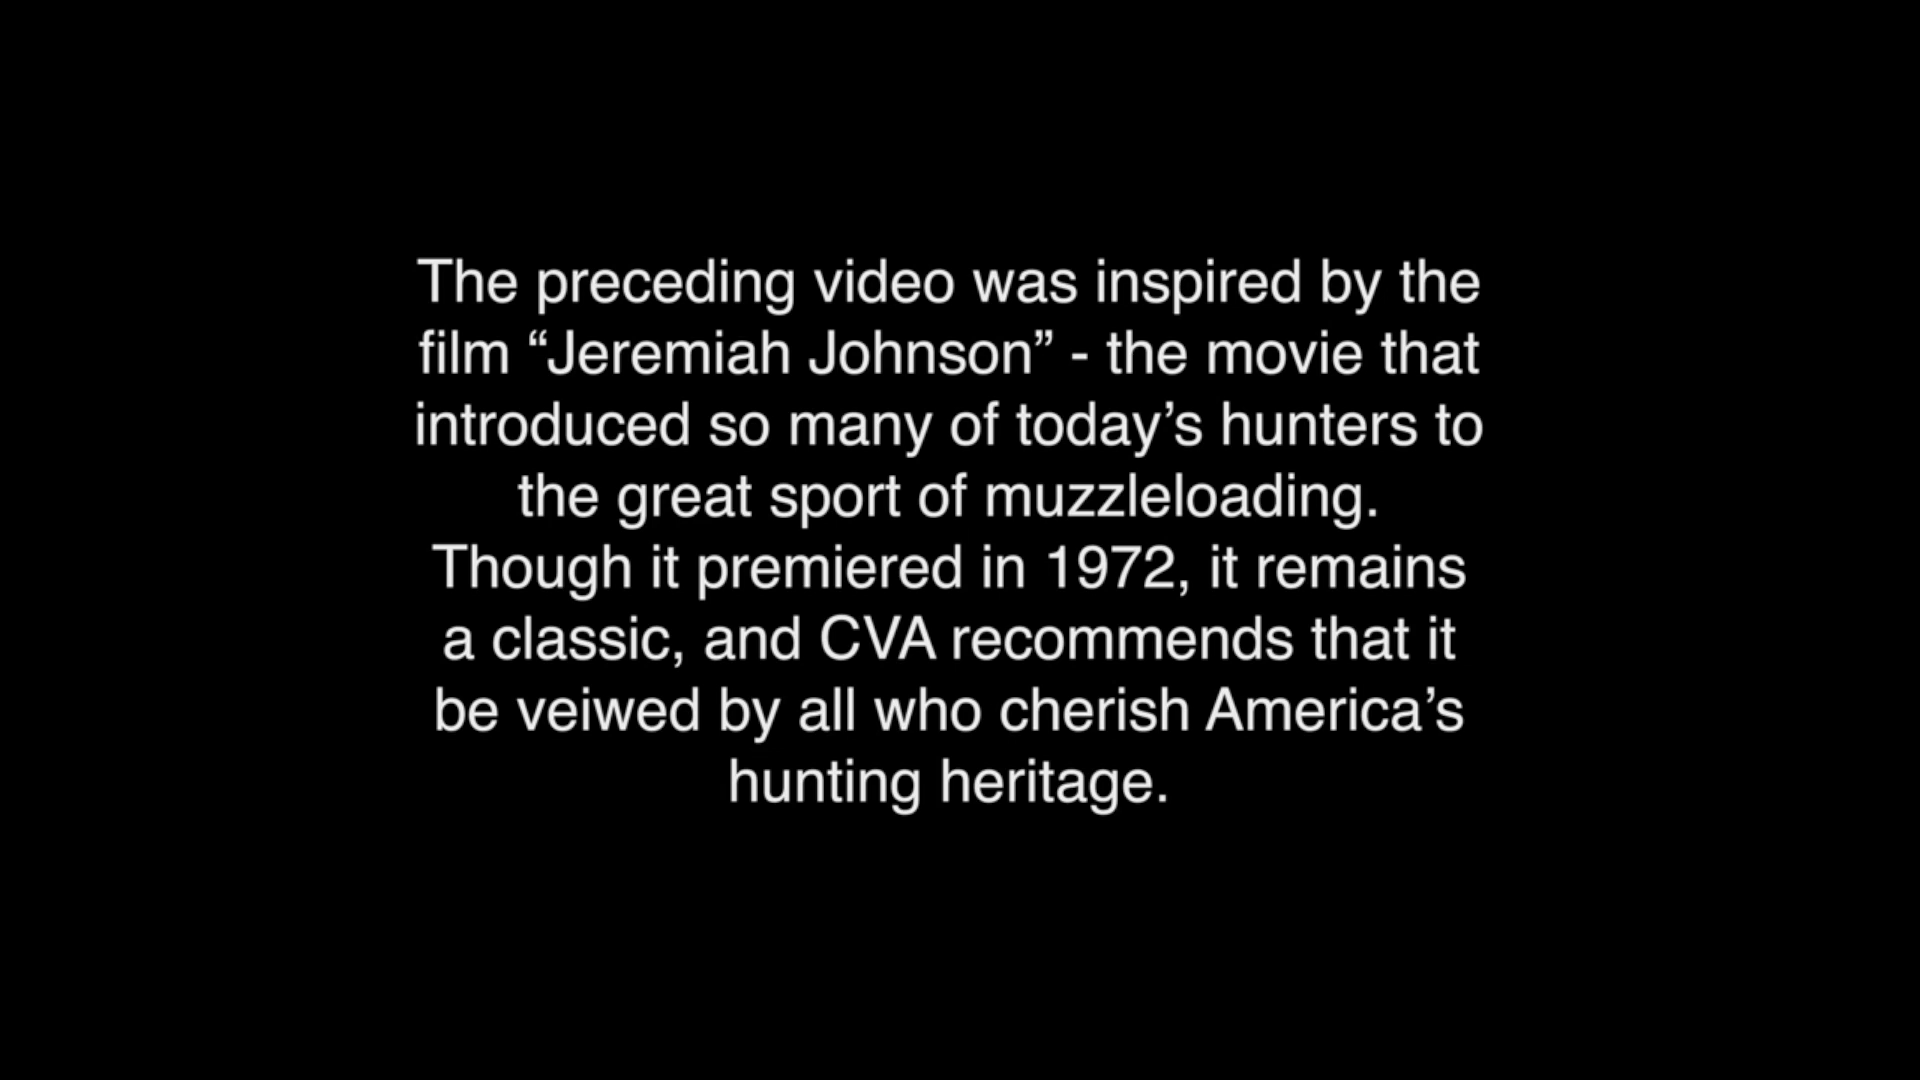 The preceding video was inspired by the
film “Jeremiah Johnson” - the movie that
introduced so many of today’s hunters to
the great sport of muzzleloading.
Though it premiered in 1972, it remains
a classic, and CVA recommends that it
be veiwed by all who cherish America’s
hunting heritage.